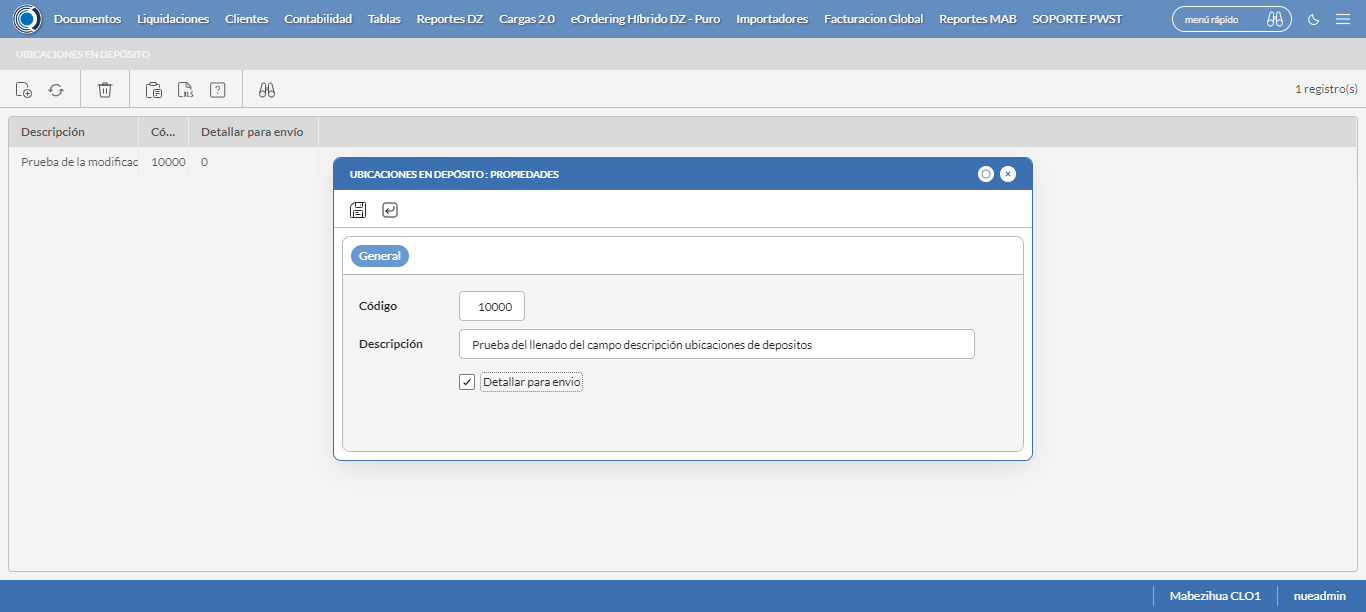 Documentos Liquidaciones Clientes Contabilidad Tablas Reportes DZ Cargas 2.0 eOrdering Híbrido DZ - Puro Importadores Facturacion Global Reportes MAB SOPORTE PWST menú rápido
UBICACIONES EN DEPÓSITO
XLS ? 1 registro(s)
Descripción Có... Detallar para envío
Prueba de la modificac 10000 0
UBICACIONES EN DEPÓSITO : PROPIEDADES
General
Código 10000
Descripción Prueba del llenado del campo descripción ubicaciones de depositos
Detallar para envio
Mabezihua CLO1 nueadmin